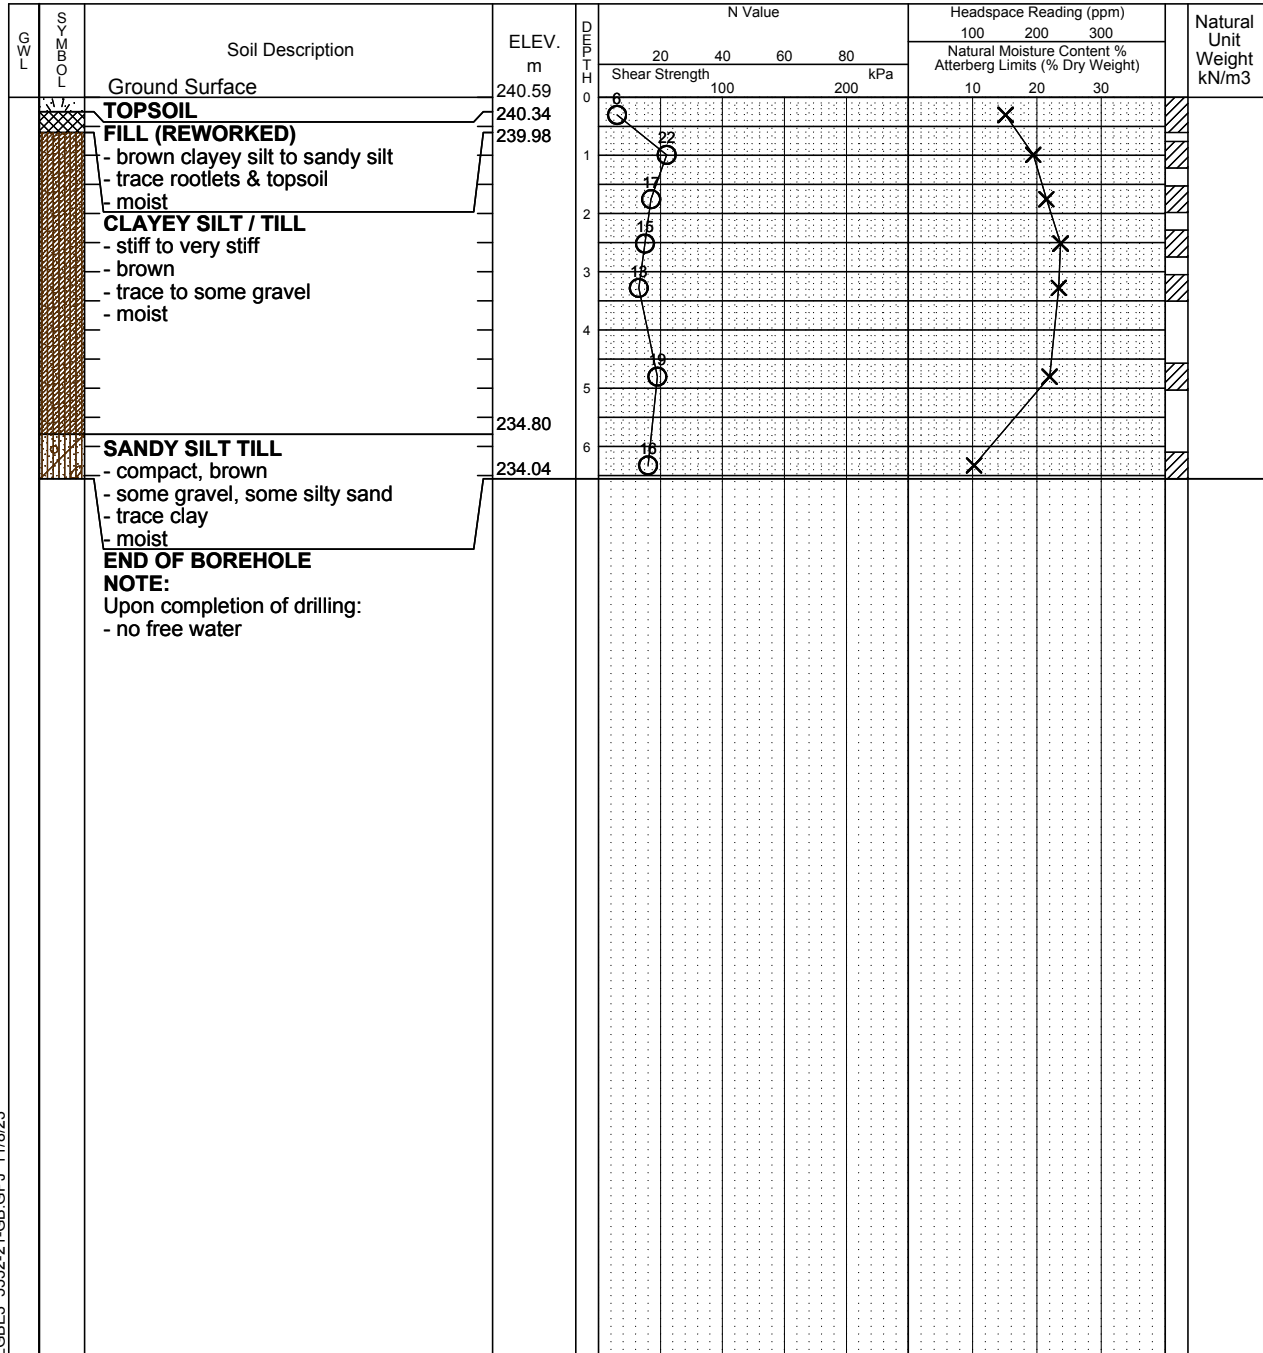 GWL
SYMBOL
Soil Description
Ground Surface
ELEV.
m
240.59
DEPTH
N Value
20 40 60 80
Shear Strength kPa
100 200
Headspace Reading (ppm)
100 200 300
Natural Moisture Content %
Atterberg Limits (% Dry Weight)
10 20 30
Natural
Unit
Weight
kN/m3
0
TOPSOIL 240.34
6
FILL (REWORKED) 239.98
22
- brown clayey silt to sandy silt 1
- trace rootlets & topsoil
17
- moist
2
CLAYEY SILT / TILL
15
- stiff to very stiff
- brown 3
13
- trace to some gravel
- moist
4
19
5
234.80
SANDY SILT TILL 6
16
- compact, brown 234.04
- some gravel, some silty sand
- trace clay
- moist
END OF BOREHOLE
NOTE:
Upon completion of drilling:
- no free water